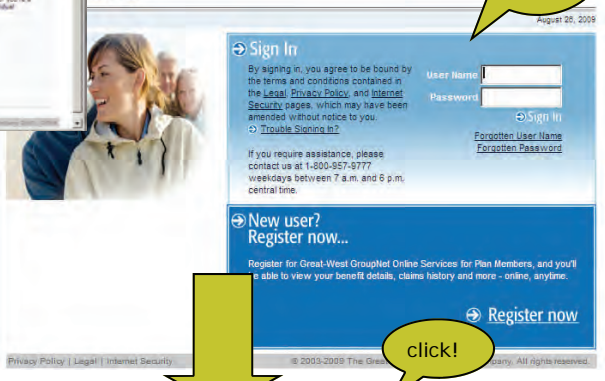 August 26, 2009
Sign In
By signing in, you agree to be bound by
the terms and conditions contained in
the Legal, Privacy Policy, and Internet
Security pages, which may have been
amended without notice to you.
Trouble Signing In?
If you require assistance, please
contact us at 1-800-957-9777
weekdays between 7 a.m. and 6 p.m.
central time.
User Name
Password
Sign In
Forgotten User Name
Forgotten Password
New user?
Register now...
Register for Great-West GroupNet Online Services for Plan Members, and you'll
be able to view your benefit details, claims history and more - online, anytime.
Register now
click!
Privacy Policy | Legal | Internet Security
© 2003-2009 The Great pany, All rights reserved.